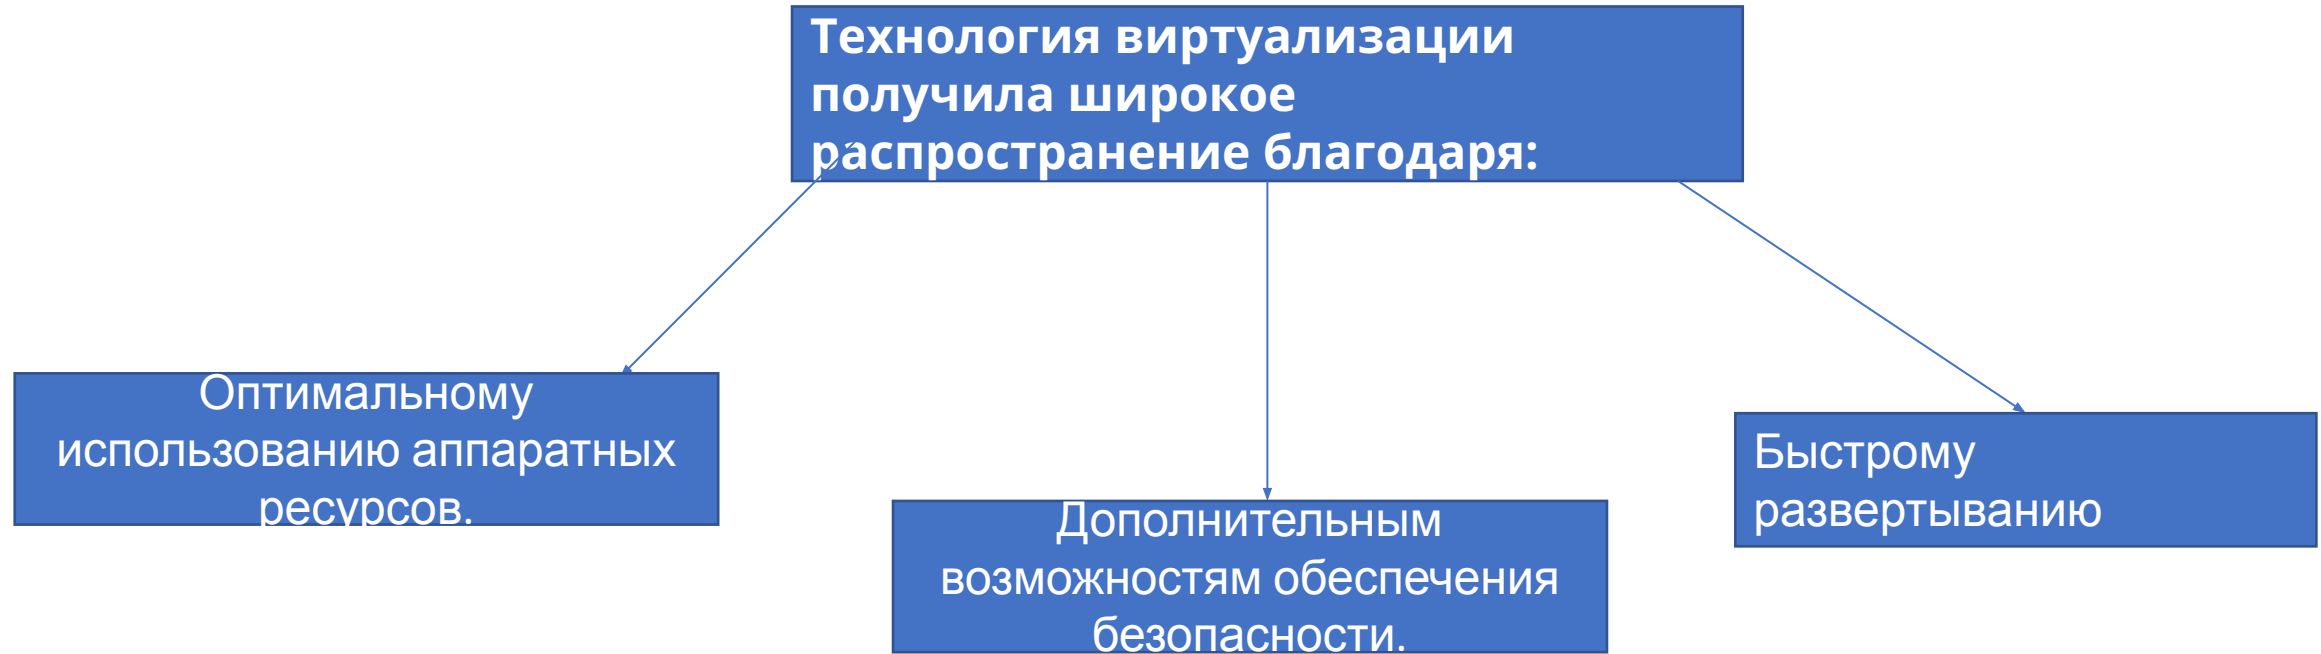 Технология виртуализации
получила широкое
распространение благодаря:
Оптимальному
использованию аппаратных
ресурсов.
Дополнительным
возможностям обеспечения
безопасности.
Быстрому
развертыванию